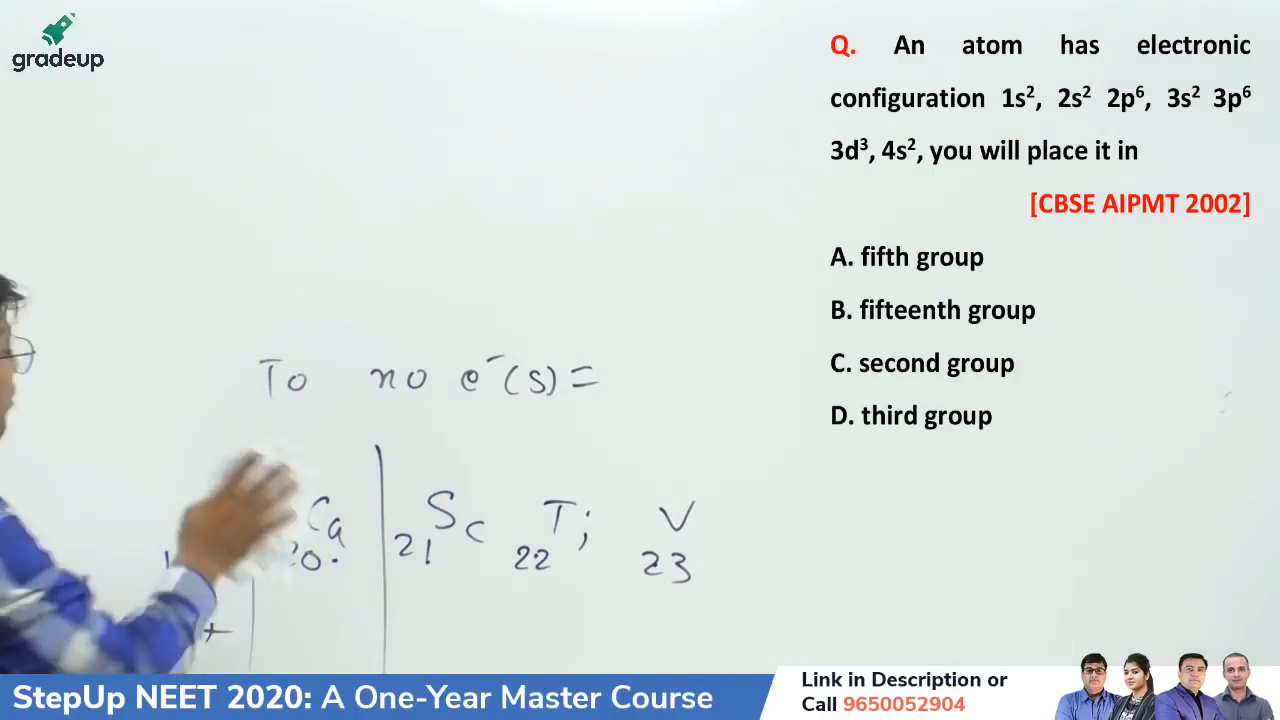 gradeup
Q. An atom has electronic
configuration 1s², 2s² 2p⁶, 3s² 3p⁶
3d³, 4s², you will place it in
[CBSE AIPMT 2002]
A. fifth group
B. fifteenth group
C. second group
D. third group
To no e⁻(s) =
Ca Sc Ti V
20 21 22 23
+
StepUp NEET 2020: A One-Year Master Course
Link in Description or
Call 9650052904